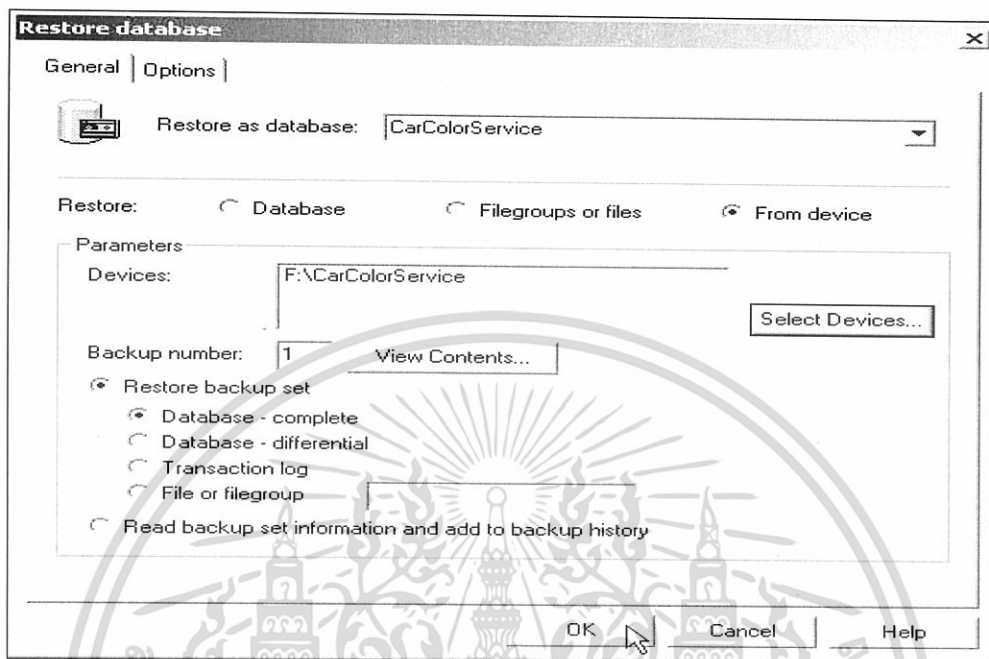 Restore database
General Options
Restore as database: CarColorService
Restore: Database Filegroups or files From device
Parameters
Devices: F:\CarColorService
Select Devices...
Backup number: 1 View Contents...
Restore backup set
Database - complete
Database - differential
Transaction log
File or filegroup
Read backup set information and add to backup history
OK Cancel Help